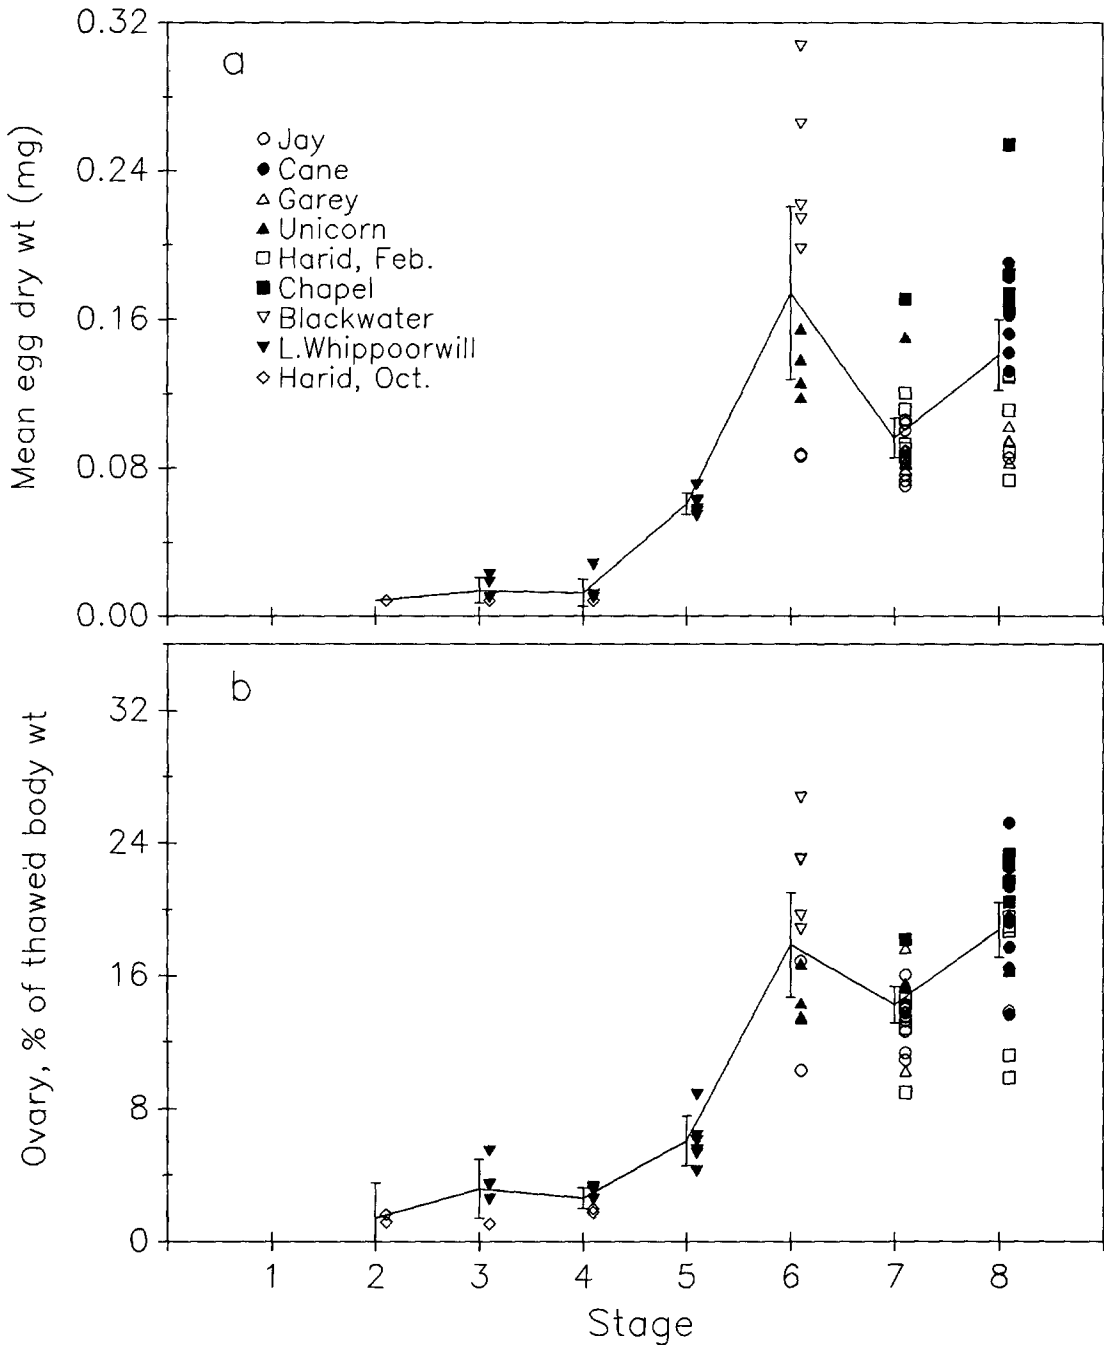 0.32
a
Jay
Cane
Garey
Unicorn
Harid, Feb.
Chapel
Blackwater
L.Whippoorwill
Harid, Oct.
0.24
0.16
0.08
0.00
Mean egg dry wt (mg)
b
32
24
16
8
0
Ovary, % of thawed body wt
1 2 3 4 5 6 7 8
Stage